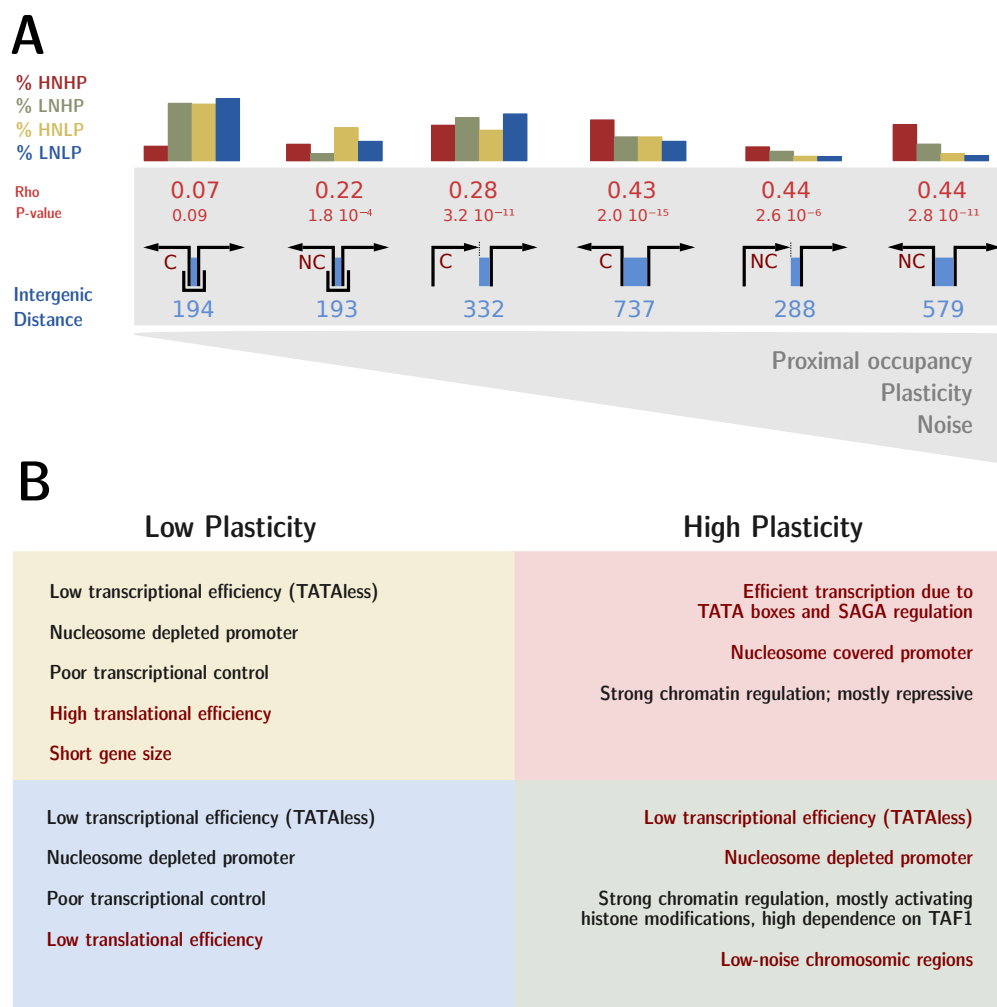 A
% HNHP
% LNHP
% HNLP
% LNLP
Rho 0.07 0.22 0.28 0.43 0.44 0.44
P-value 0.09 1.8 10⁻⁴ 3.2 10⁻¹¹ 2.0 10⁻¹⁵ 2.6 10⁻⁶ 2.8 10⁻¹¹
C NC C C NC NC
Intergenic
Distance
194 193 332 737 288 579
Proximal occupancy
Plasticity
Noise
B
Low Plasticity
High Plasticity
Low transcriptional efficiency (TATAless)
Nucleosome depleted promoter
Poor transcriptional control
High translational efficiency
Short gene size
Efficient transcription due to
TATA boxes and SAGA regulation
Nucleosome covered promoter
Strong chromatin regulation; mostly repressive
Low transcriptional efficiency (TATAless)
Nucleosome depleted promoter
Poor transcriptional control
Low translational efficiency
Low transcriptional efficiency (TATAless)
Nucleosome depleted promoter
Strong chromatin regulation, mostly activating
histone modifications, high dependence on TAF1
Low-noise chromosomic regions